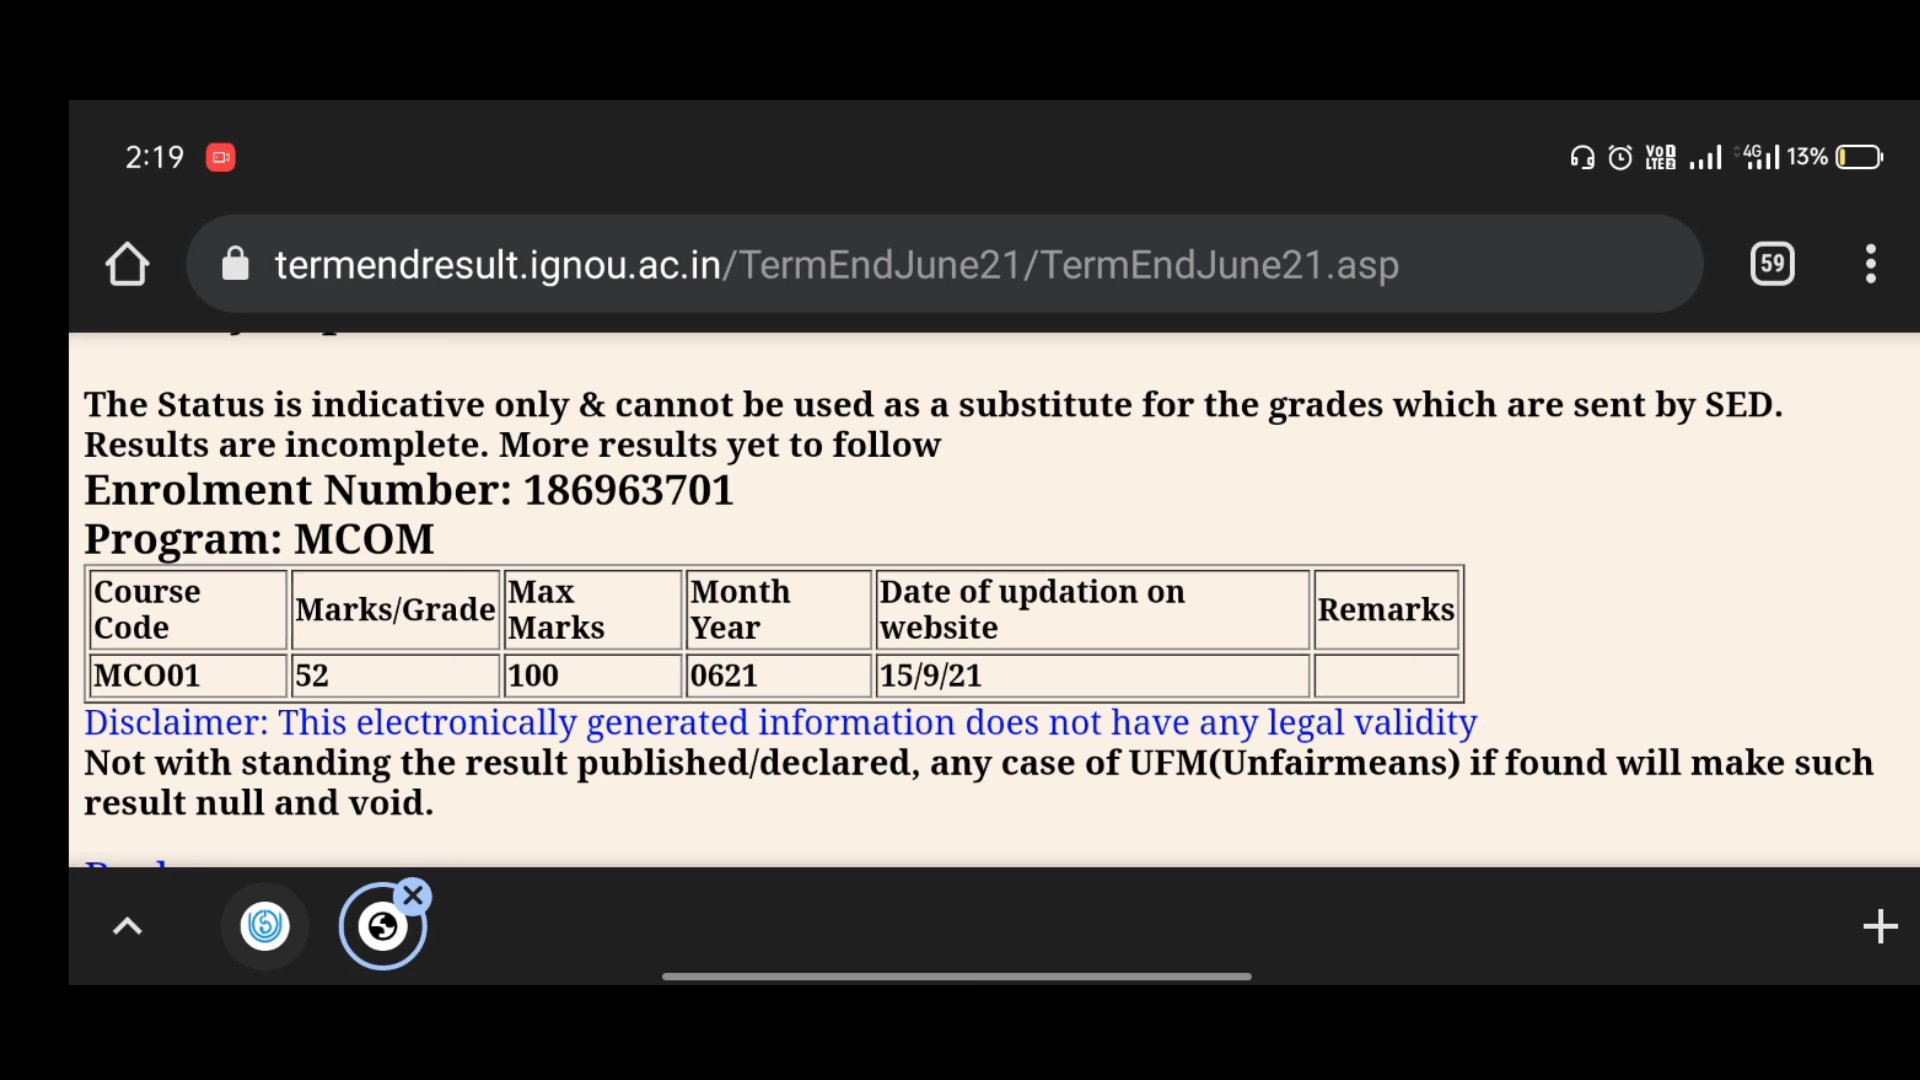 2:19 VoD LTE2 4G 13%
termendresult.ignou.ac.in/TermEndJune21/TermEndJune21.asp 59
The Status is indicative only & cannot be used as a substitute for the grades which are sent by SED.
Results are incomplete. More results yet to follow
Enrolment Number: 186963701
Program: MCOM
Course Code Marks/Grade Max Marks Month Year Date of updation on website Remarks
MCO01 52 100 0621 15/9/21
Disclaimer: This electronically generated information does not have any legal validity
Not with standing the result published/declared, any case of UFM(Unfairmeans) if found will make such
result null and void.